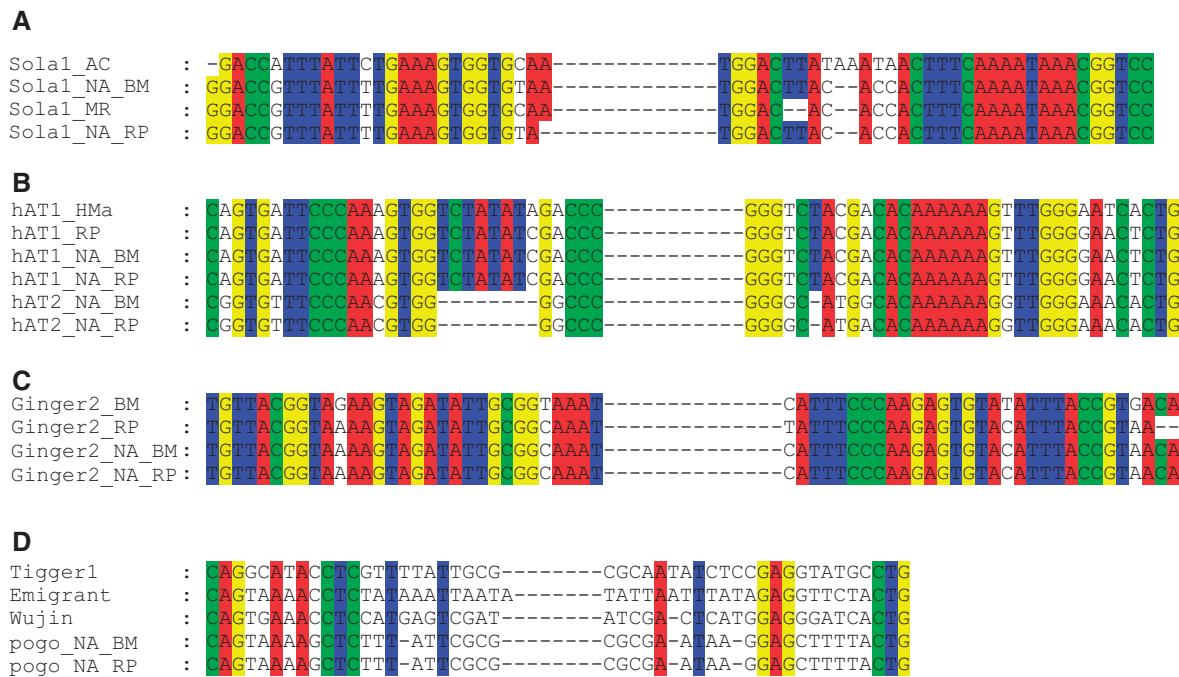 A
Sola1_AC : -GACCATTTATTCTGAAAGTGGTGCAA-------------TGGACTTATAAATAACTTTCAAAATAAACGGTCC
Sola1_NA_BM : GGACCGTTTATTTTGAAAGTGGTGTAA-------------TGGACTTAC--ACCACTTTCAAAATAAACGGTCC
Sola1_MR : GGACCGTTTATTTTGAAAGTGGTGCAA-------------TGGAC--AC--ACCACTTTCAAAATAAACGGTCC
Sola1_NA_RP : GGACCGTTTATTTTGAAAGTGGTGTA--------------TGGACTTAC--ACCACTTTCAAAATAAACGGTCC
B
hAT1_HMa : CAGTGATTCCCAAAGTGGTCTATATAGACCC-----------GGGTCTACGACACAAAAAAGTTTGGGAATCACTG
hAT1_RP : CAGTGATTCCCAAAGTGGTCTATATCGACCC-----------GGGTCTACGACACAAAAAAGTTTGGGGAACTCTG
hAT1_NA_BM : CAGTGATTCCCAAAGTGGTCTATATCGACCC-----------GGGTCTACGACACAAAAAAGTTTGGGGAACTCTG
hAT1_NA_RP : CAGTGATTCCCAAAGTGGTCTATATCGACCC-----------GGGTCTACGACACAAAAAAGTTTGGGGAACTCTG
hAT2_NA_BM : CGGTGTTTCCCAACGTGG--------GGCCC-----------GGGGC-ATGGCACAAAAAAGGTTGGGAAACACTG
hAT2_NA_RP : CGGTGTTTCCCAACGTGG--------GGCCC-----------GGGGC-ATGACACAAAAAAGGTTGGGAAACACTG
C
Ginger2_BM : TGTTACGGTAGAAGTAGATATTGCGGTAAAT--------------CATTTCCCAAGAGTGTATATTTACCGTGACA
Ginger2_RP : TGTTACGGTAAAAGTAGATATTGCGGCAAAT--------------TATTTCCCAAGAGTGTACATTTACCGTAA--
Ginger2_NA_BM : TGTTACGGTAAAAGTAGATATTGCGGCAAAT--------------CATTTCCCAAGAGTGTACATTTACCGTAACA
Ginger2_NA_RP : TGTTACGGTAAAAGTAGATATTGCGGCAAAT--------------CATTTCCCAAGAGTGTACATTTACCGTAACA
D
Tigger1 : CAGGCATACCTCGTTTTATTGCG--------CGCAATATCTCCGAGGTATGCCTG
Emigrant : CAGTAAAACCTCTATAAATTAATA-------TATTAATTTATAGAGGTTCTACTG
Wujin : CAGTGAAACCTCCATGAGTCGAT--------ATCGA-CTCATGGAGGGATCACTG
pogo_NA_BM : CAGTAAAAGCTCTTT-ATTCGCG--------CGCGA-ATAA-GGAGCTTTTACTG
pogo_NA_RP : CAGTAAAAGCTCTTT-ATTCGCG--------CGCGA-ATAA-GGAGCTTTTACTG